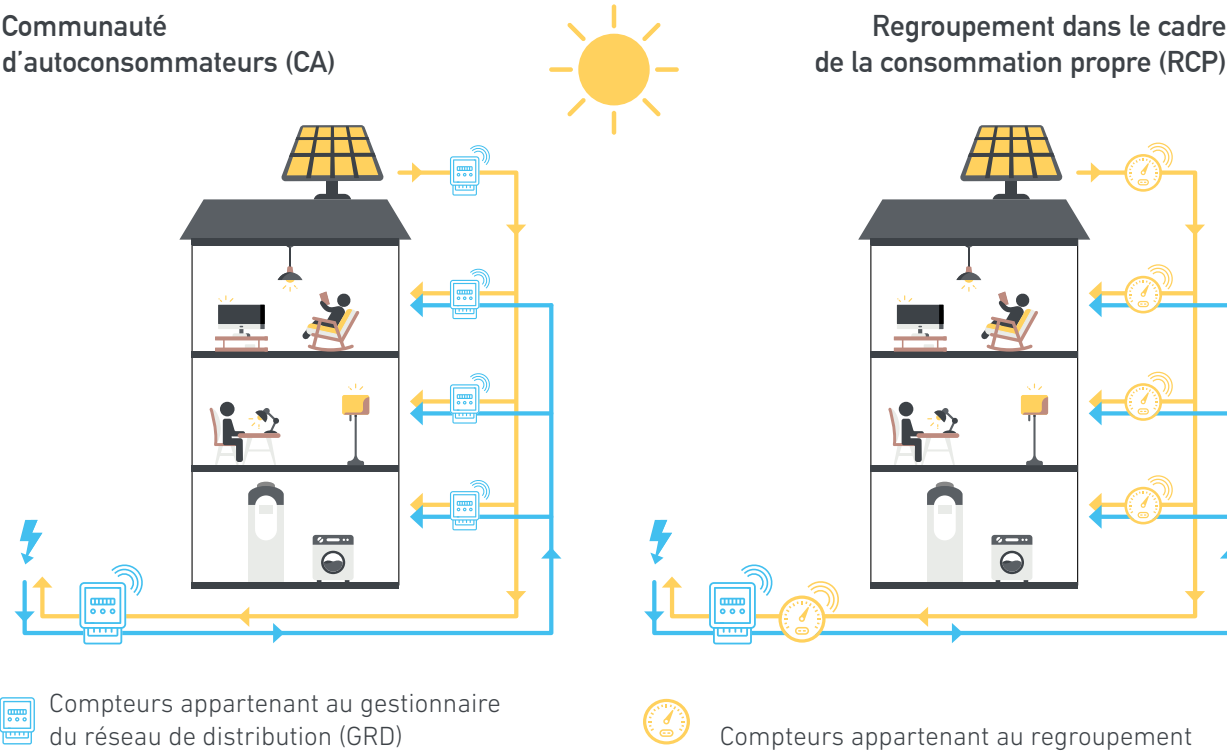 Communauté
d'autoconsommateurs (CA)
Regroupement dans le cadre
de la consommation propre (RCP)
Compteurs appartenant au gestionnaire
du réseau de distribution (GRD)
Compteurs appartenant au regroupement